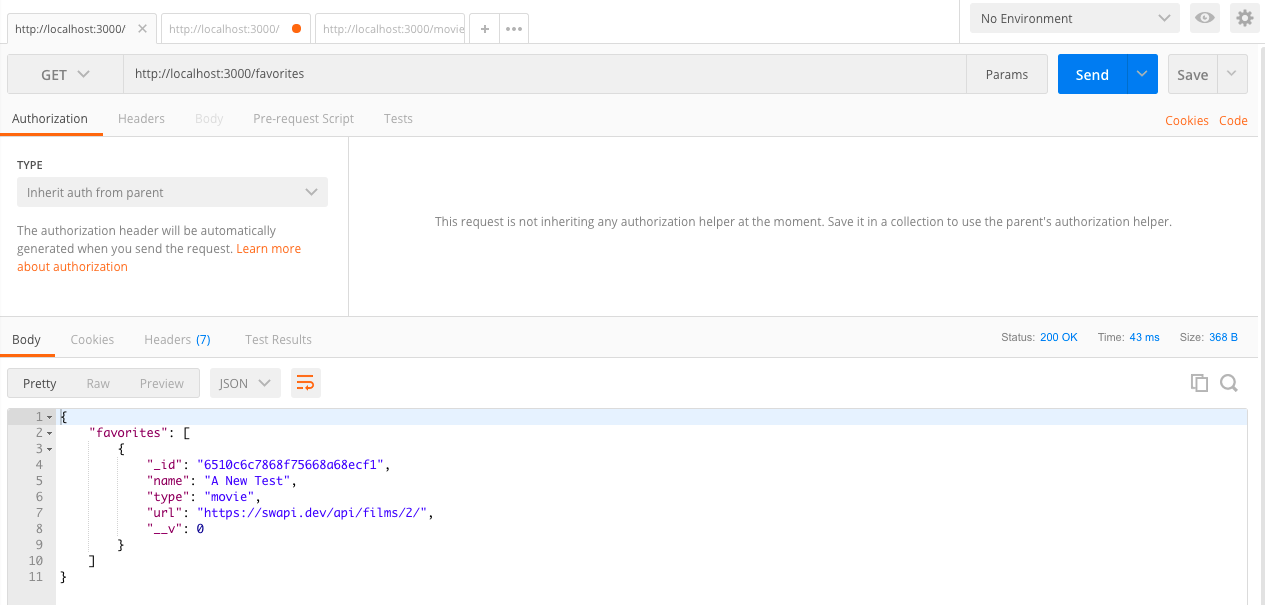 http://localhost:3000/ http://localhost:3000/ http://localhost:3000/movie + ••• No Environment
GET http://localhost:3000/favorites Params Send Save
Authorization Headers Body Pre-request Script Tests Cookies Code
TYPE
Inherit auth from parent
The authorization header will be automatically
generated when you send the request. Learn more
about authorization
This request is not inheriting any authorization helper at the moment. Save it in a collection to use the parent's authorization helper.
Body Cookies Headers (7) Test Results Status: 200 OK Time: 43 ms Size: 368 B
Pretty Raw Preview JSON
1 {
2 "favorites": [
3 {
4 "_id": "6510c6c7868f75668a68ecf1",
5 "name": "A New Test",
6 "type": "movie",
7 "url": "https://swapi.dev/api/films/2/",
8 "__v": 0
9 }
10 ]
11 }